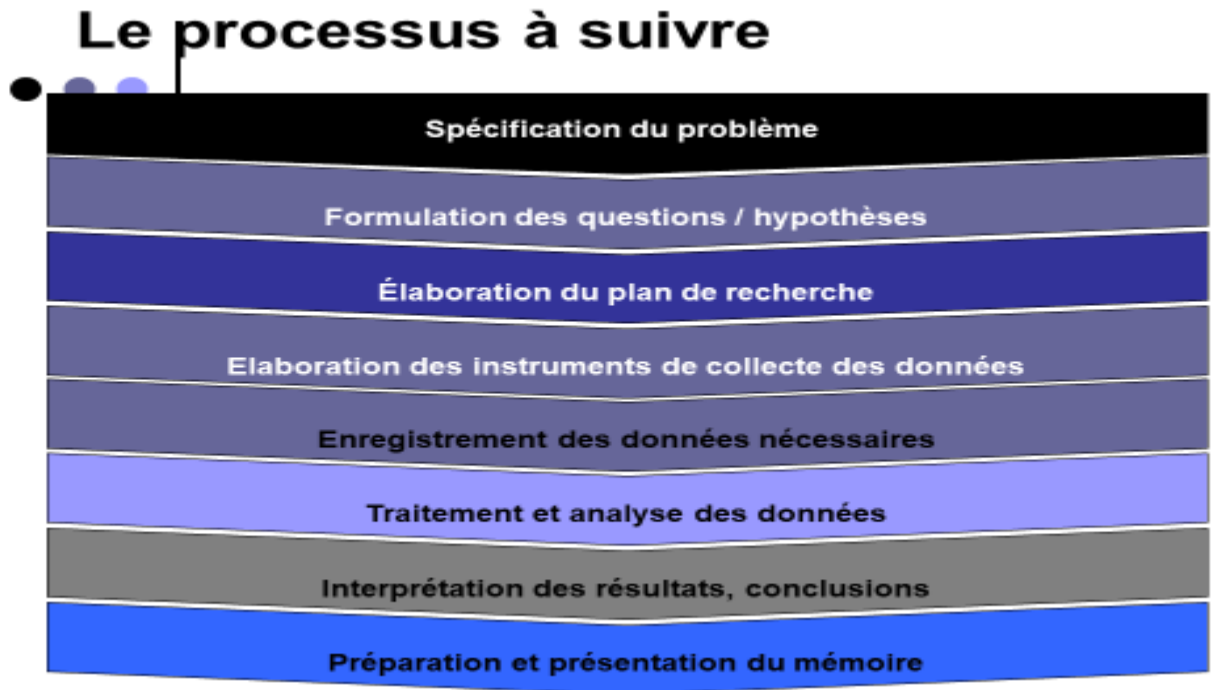 Le processus à suivre
Spécification du problème
Formulation des questions / hypothèses
Élaboration du plan de recherche
Elaboration des instruments de collecte des données
Enregistrement des données nécessaires
Traitement et analyse des données
Interprétation des résultats, conclusions
Préparation et présentation du mémoire